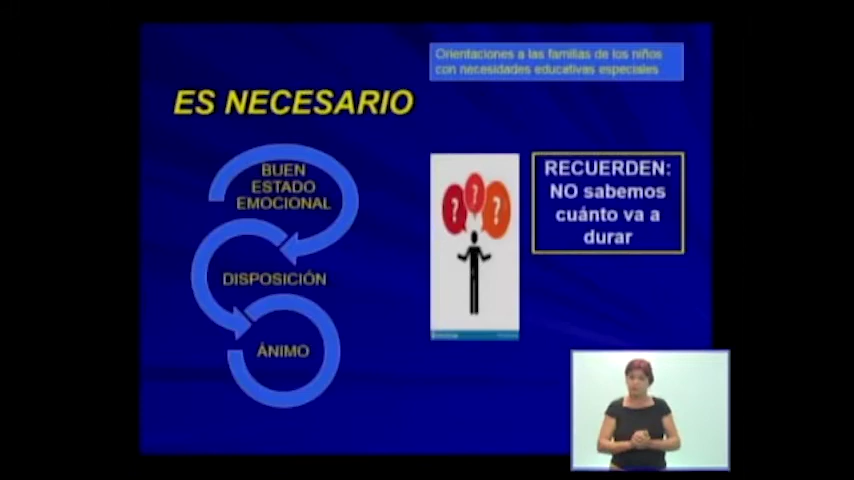 Orientaciones a las familias de los niños
con necesidades educativas especiales
ES NECESARIO
BUEN
ESTADO
EMOCIONAL
DISPOSICIÓN
ÁNIMO
? ? ?
RECUERDEN:
NO sabemos
cuánto va a
durar